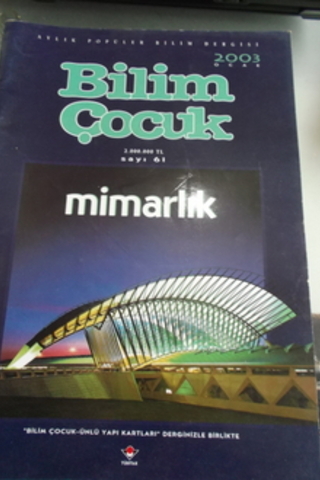 AYLIK POPÜLER BİLİM DERGİSİ
2003
OCAK
Bilim
Çocuk
2.000.000 TL
sayı 61
mimarlık
"BİLİM ÇOCUK-ÜNLÜ YAPI KARTLARI" DERGİNİZLE BİRLİKTE
TÜBİTAK